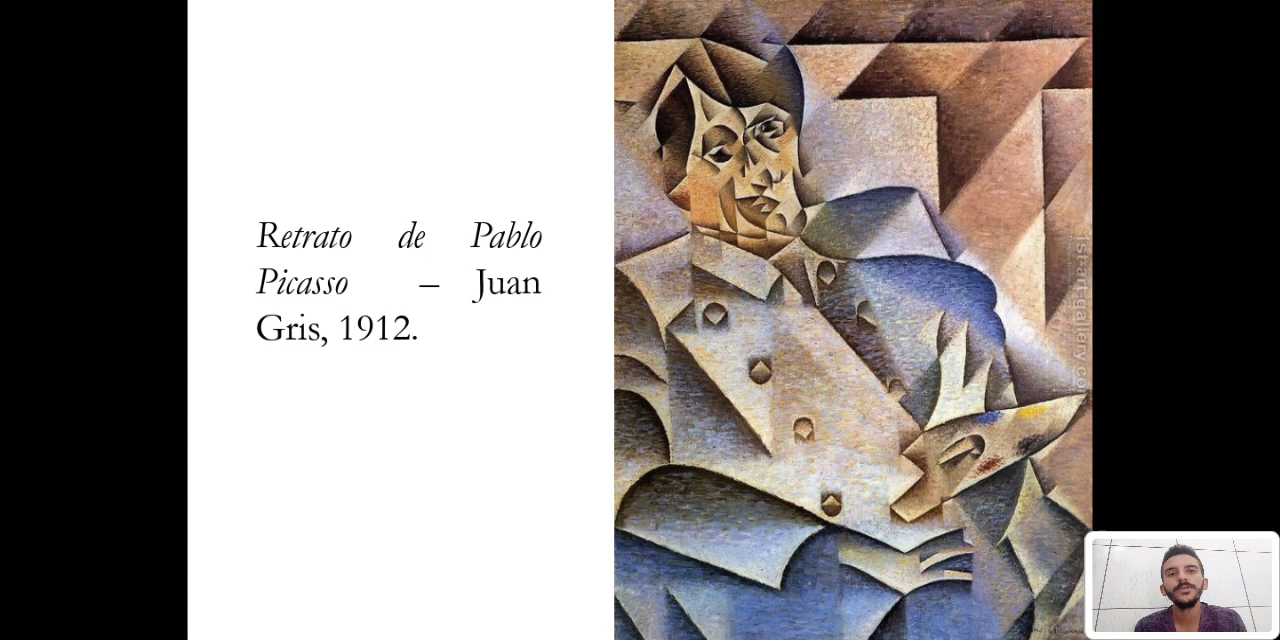 Retrato de Pablo
Picasso – Juan
Gris, 1912.